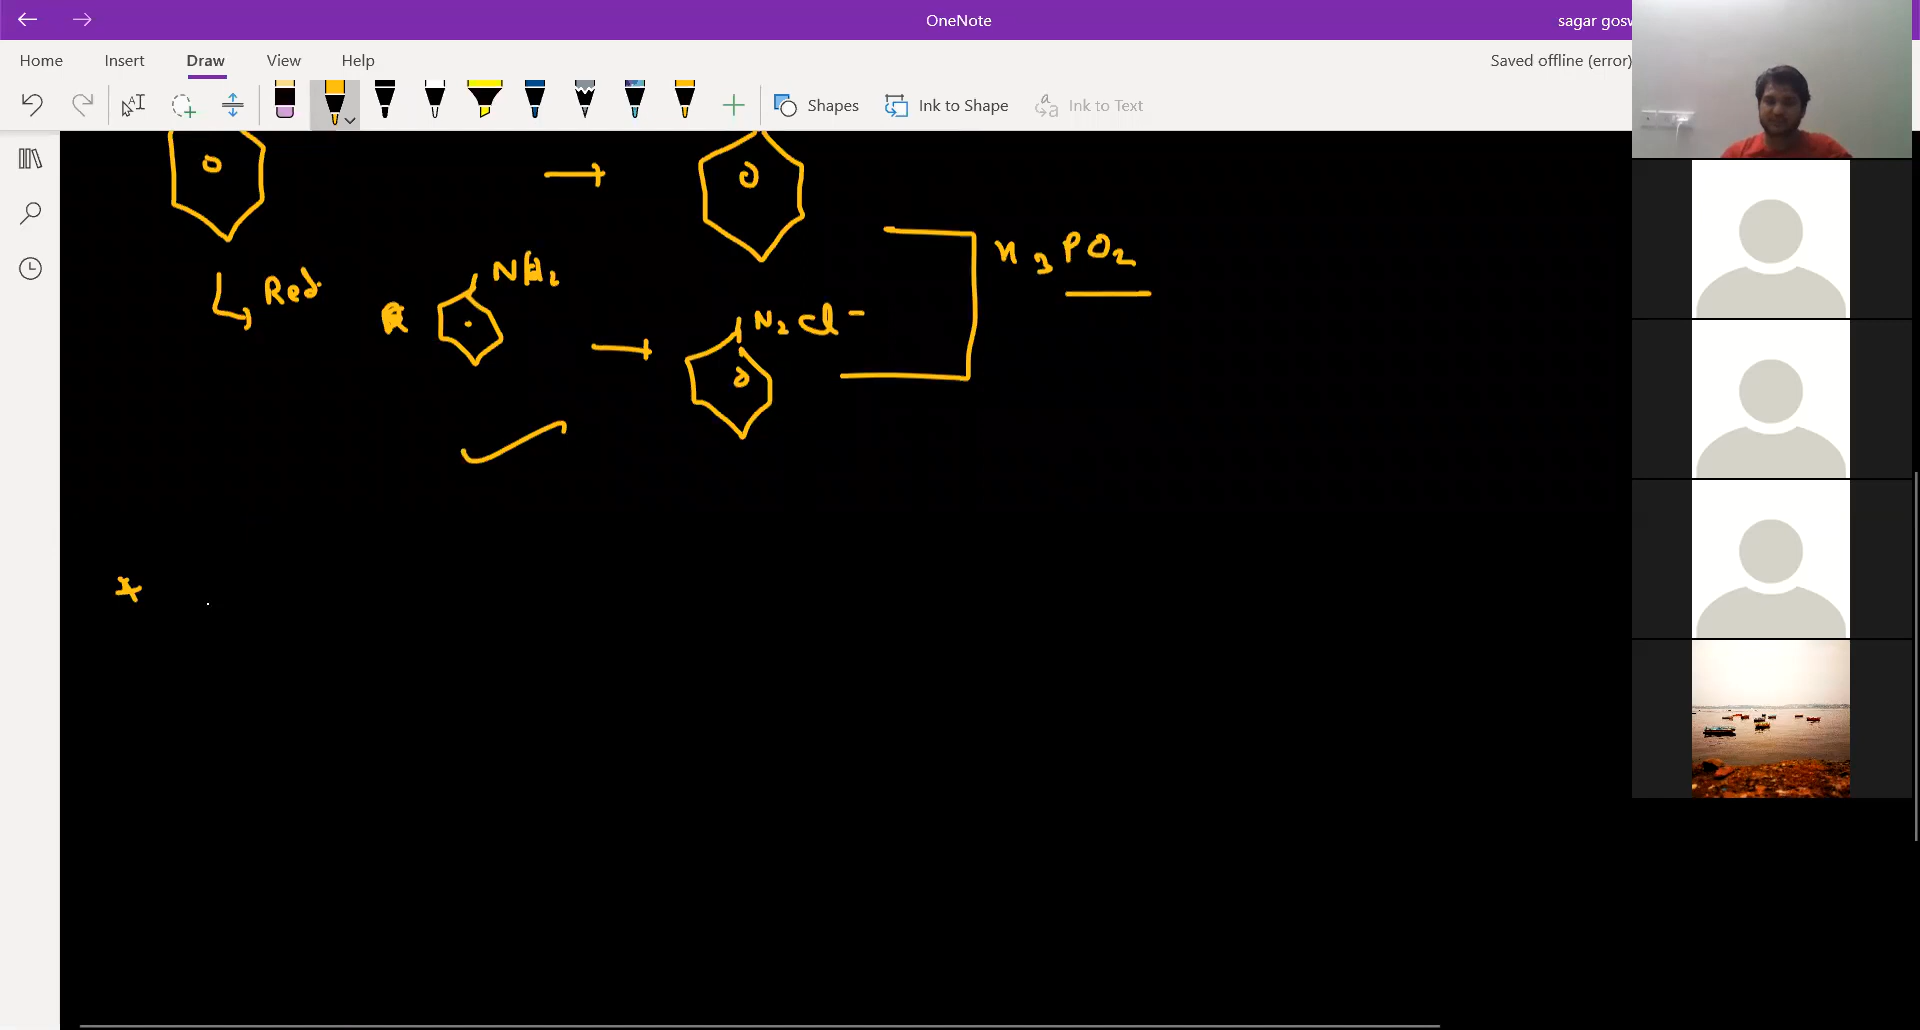 OneNote
sagar gosw
Home Insert Draw View Help
Saved offline (error)
Shapes Ink to Shape Ink to Text
H3PO2
Red.
NH2
N2Cl-